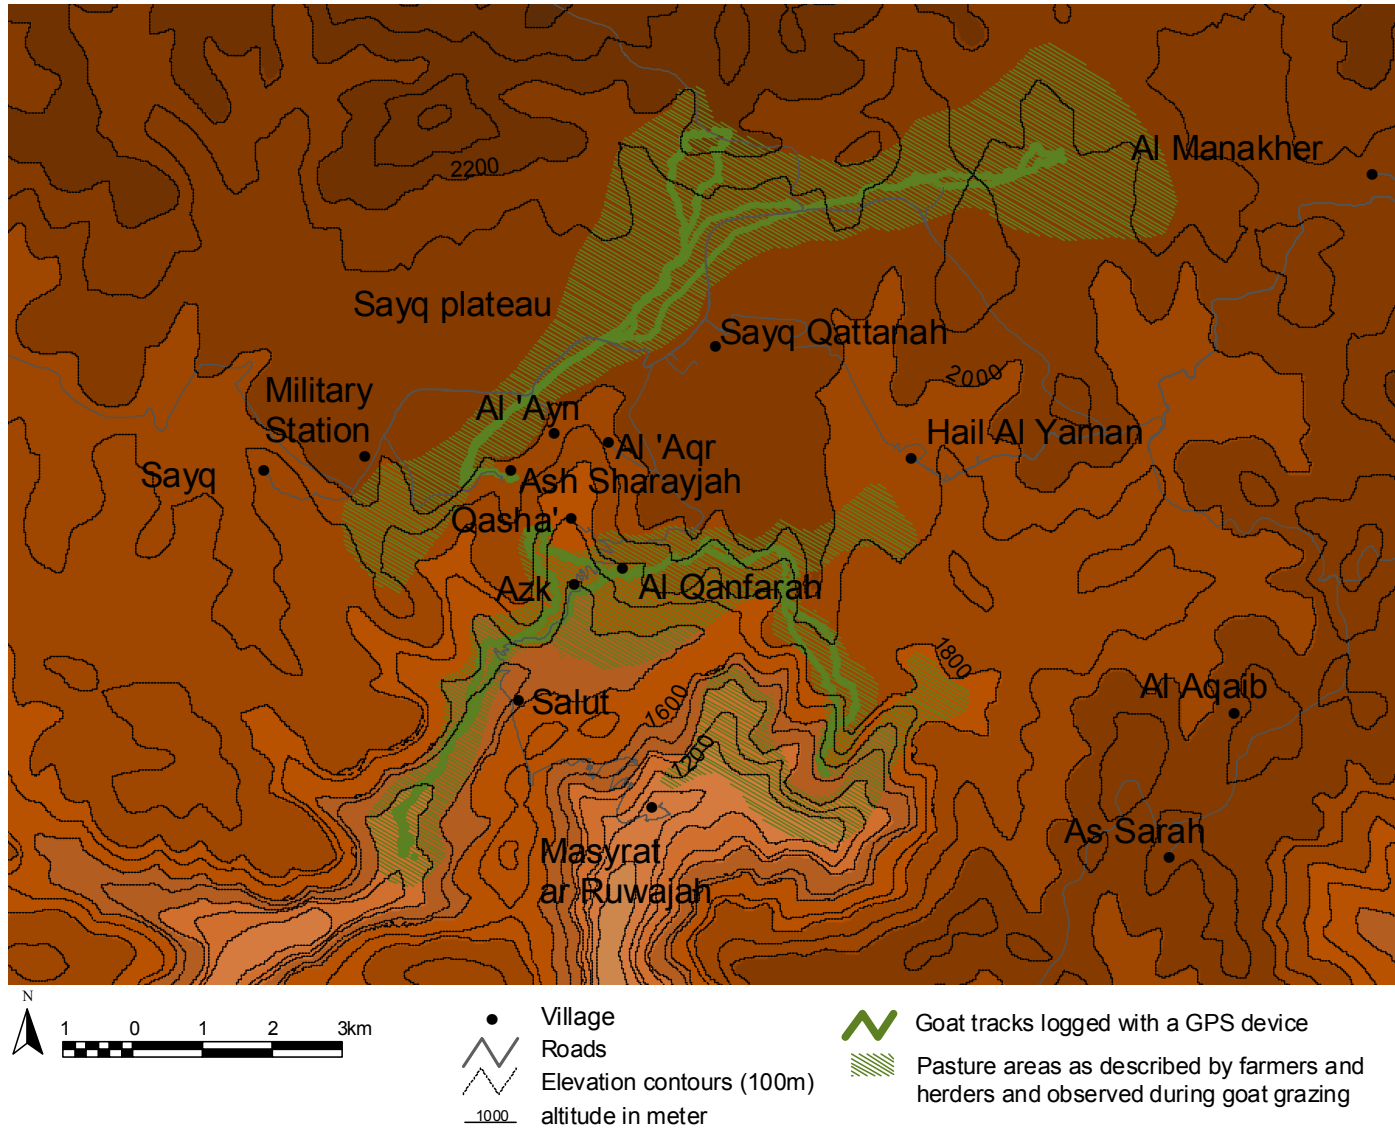 Al Manakher
2200
Sayq plateau
Sayq Qattanah
2000
Military
Station
Al 'Ayn
Al 'Aqr
Hail Al Yaman
Sayq
Ash Sharayjah
Qasha'
Azk
Al Qanfarah
1800
Al Aqaib
Salut
1600
1200
As Sarah
Masyrat
ar Ruwajah
N
1 0 1 2 3km
Village
Roads
Elevation contours (100m)
1000 altitude in meter
Goat tracks logged with a GPS device
Pasture areas as described by farmers and
herders and observed during goat grazing